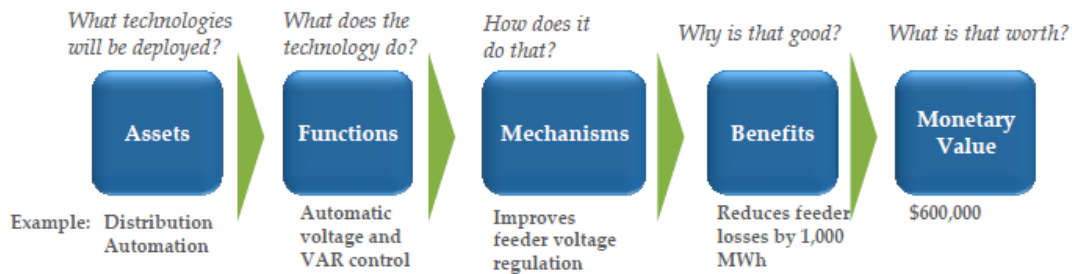 What technologies
will be deployed?
What does the
technology do?
How does it
do that?
Why is that good?
What is that worth?
Assets
Functions
Mechanisms
Benefits
Monetary
Value
Example:
Distribution
Automation
Automatic
voltage and
VAR control
Improves
feeder voltage
regulation
Reduces feeder
losses by 1,000
MWh
$600,000